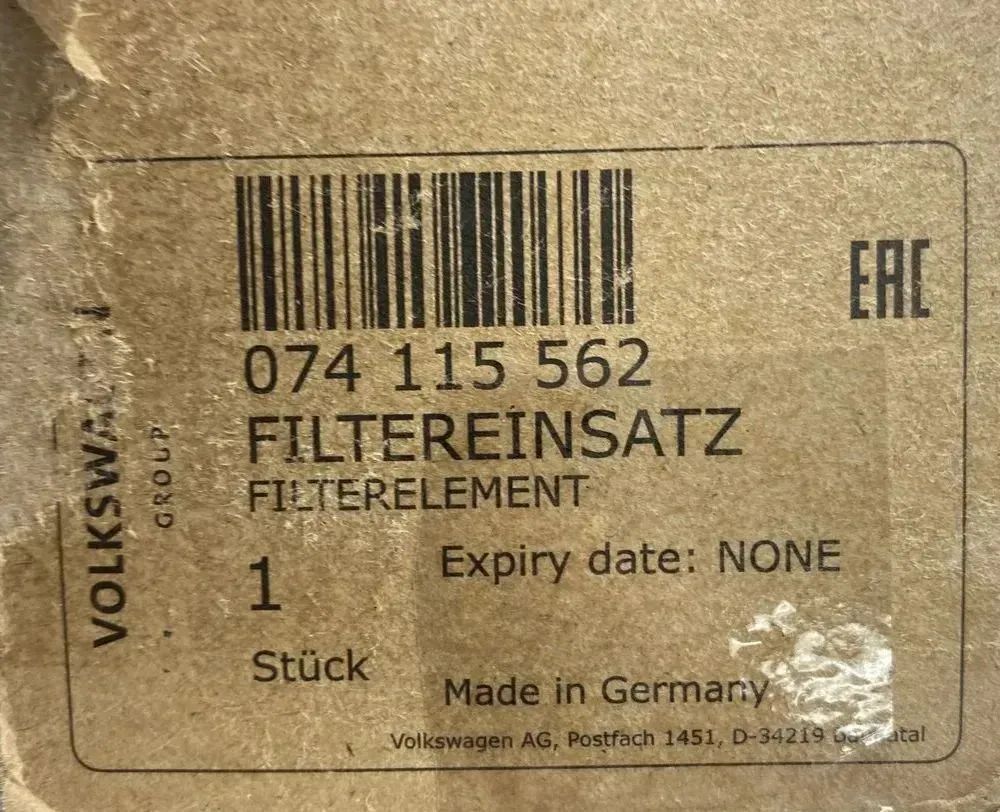 EAC
074 115 562
FILTEREINSATZ
FILTERELEMENT
1
Expiry date: NONE
Stück
Made in Germany
Volkswagen AG, Postfach 1451, D-34219
GROUP